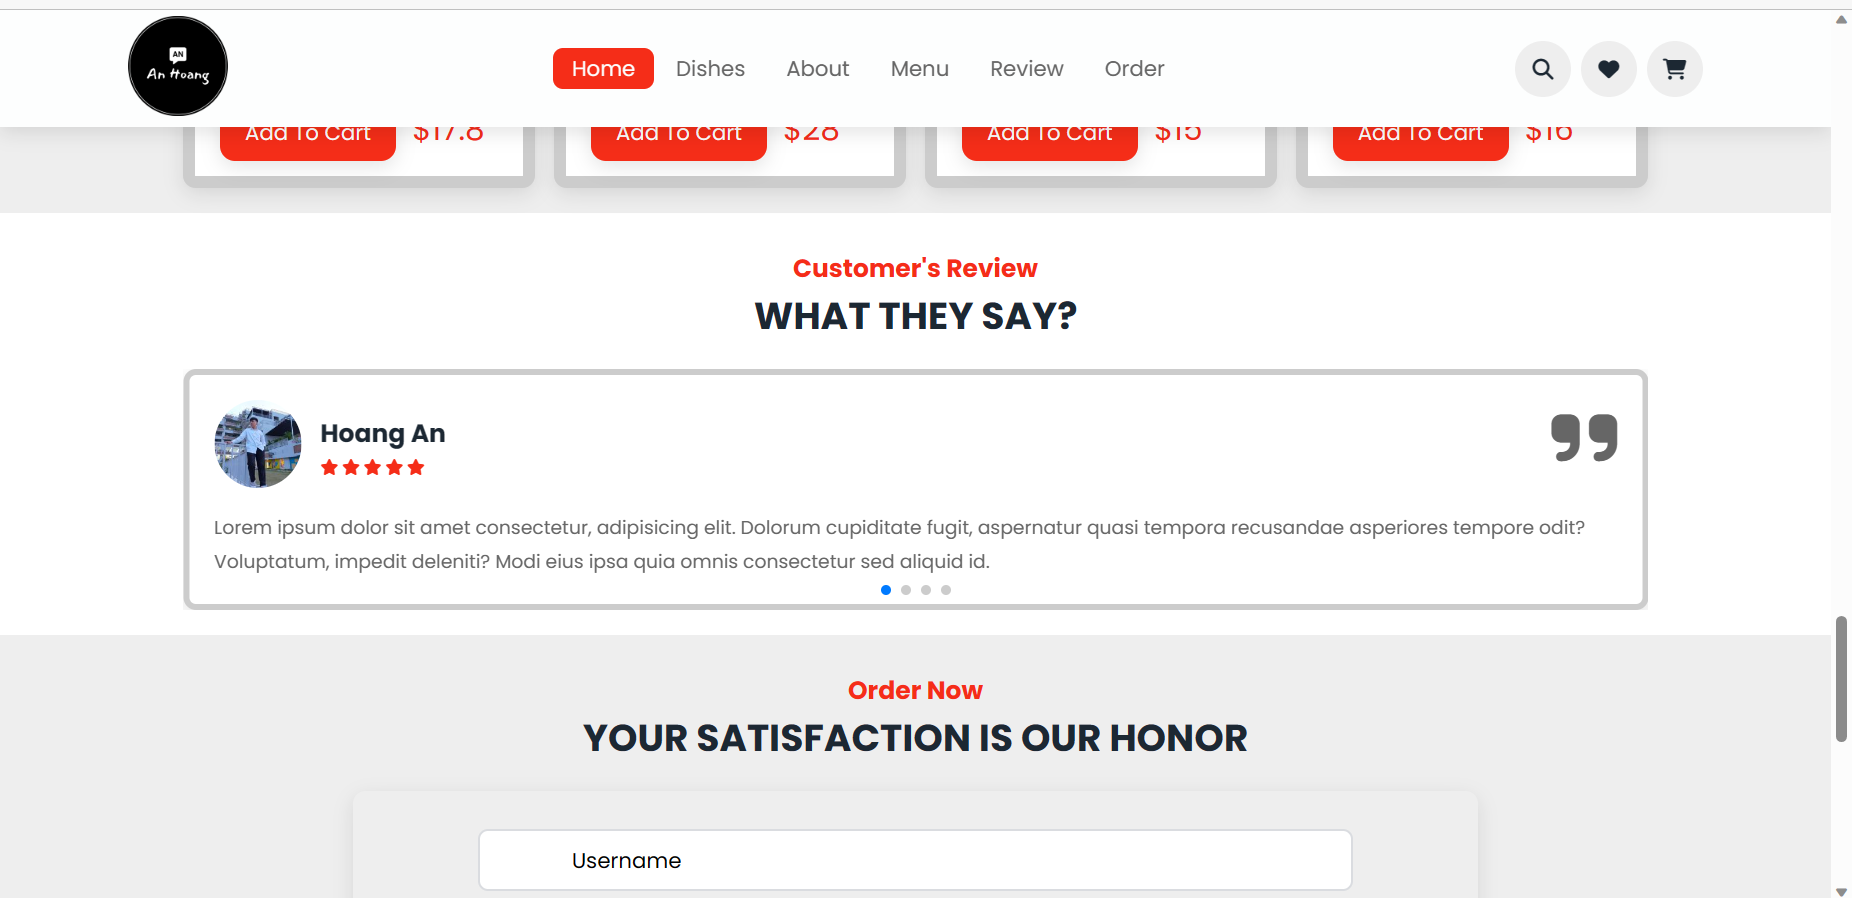 AN
An Hoang
Home Dishes About Menu Review Order
Add To Cart $17.8 Add To Cart $28 Add To Cart $15 Add To Cart $16
Customer's Review
WHAT THEY SAY?
Hoang An
Lorem ipsum dolor sit amet consectetur, adipisicing elit. Dolorum cupiditate fugit, aspernatur quasi tempora recusandae asperiores tempore odit?
Voluptatum, impedit deleniti? Modi eius ipsa quia omnis consectetur sed aliquid id.
Order Now
YOUR SATISFACTION IS OUR HONOR
Username